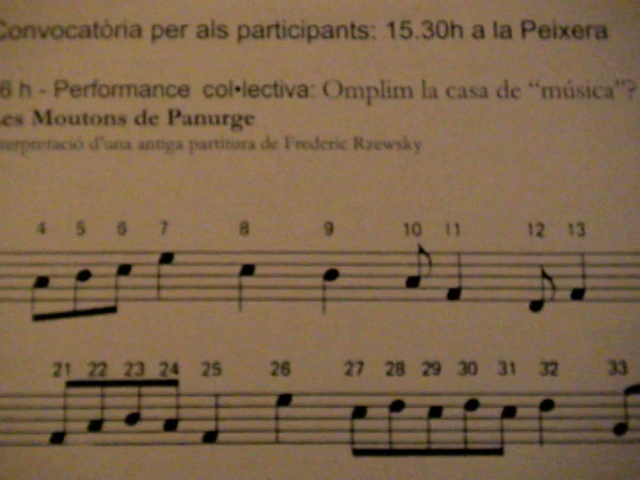 Convocatòria per als participants: 15.30h a la Peixera
6 h - Performance col•lectiva: Omplim la casa de “música”?
es Moutons de Panurge
terpretació d'una antiga partitura de Frederic Rzewsky
4 5 6 7 8 9 10 11 12 13
21 22 23 24 25 26 27 28 29 30 31 32 33